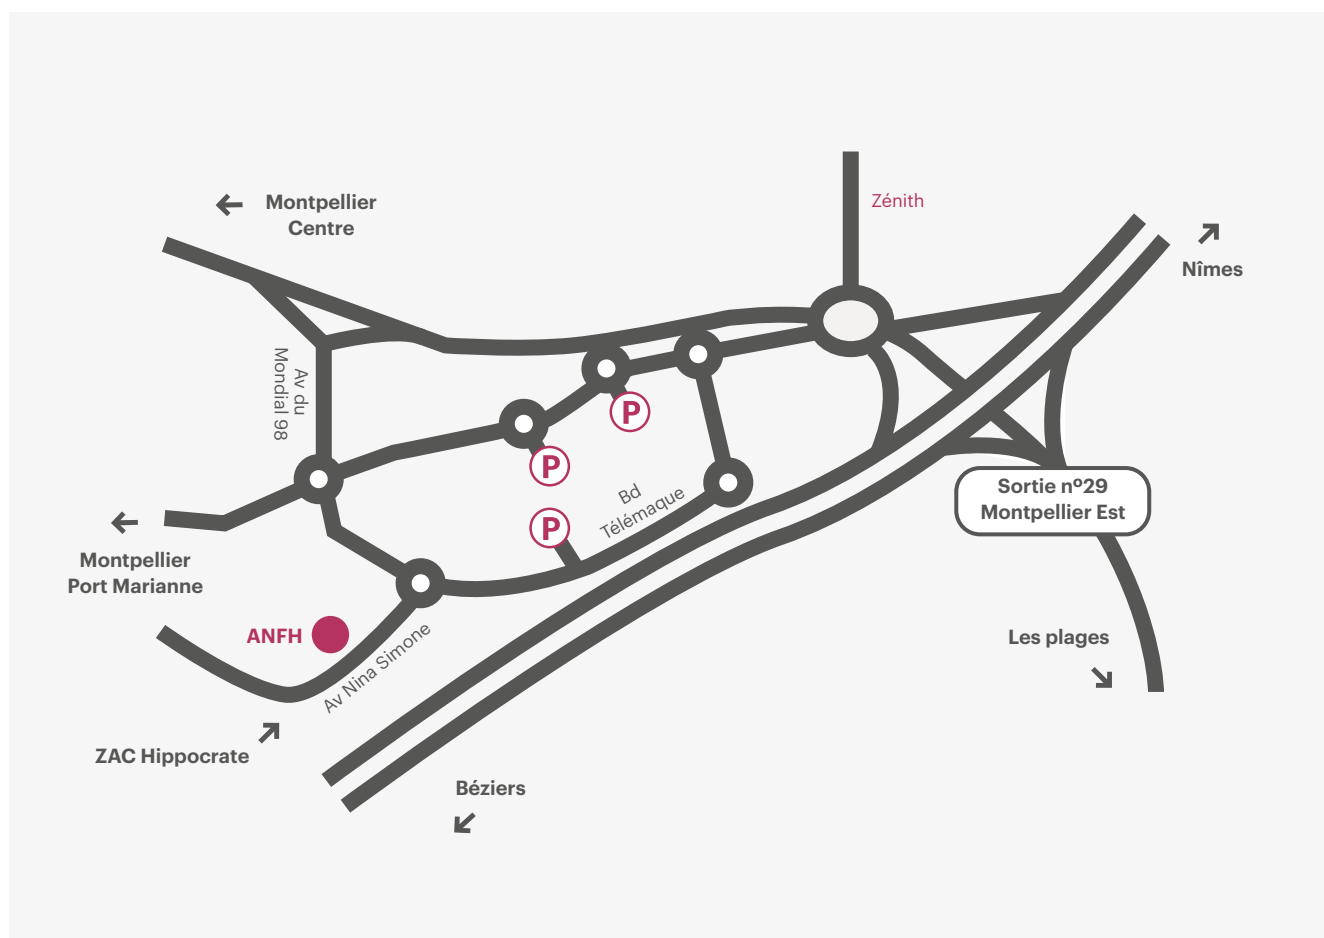 Zénith
Montpellier
Centre
Nîmes
Av du
Mondial 98
P
P
Sortie nº29
Montpellier Est
Bd
Télémaque
P
Montpellier
Port Marianne
ANFH
Av Nina Simone
Les plages
ZAC Hippocrate
Béziers